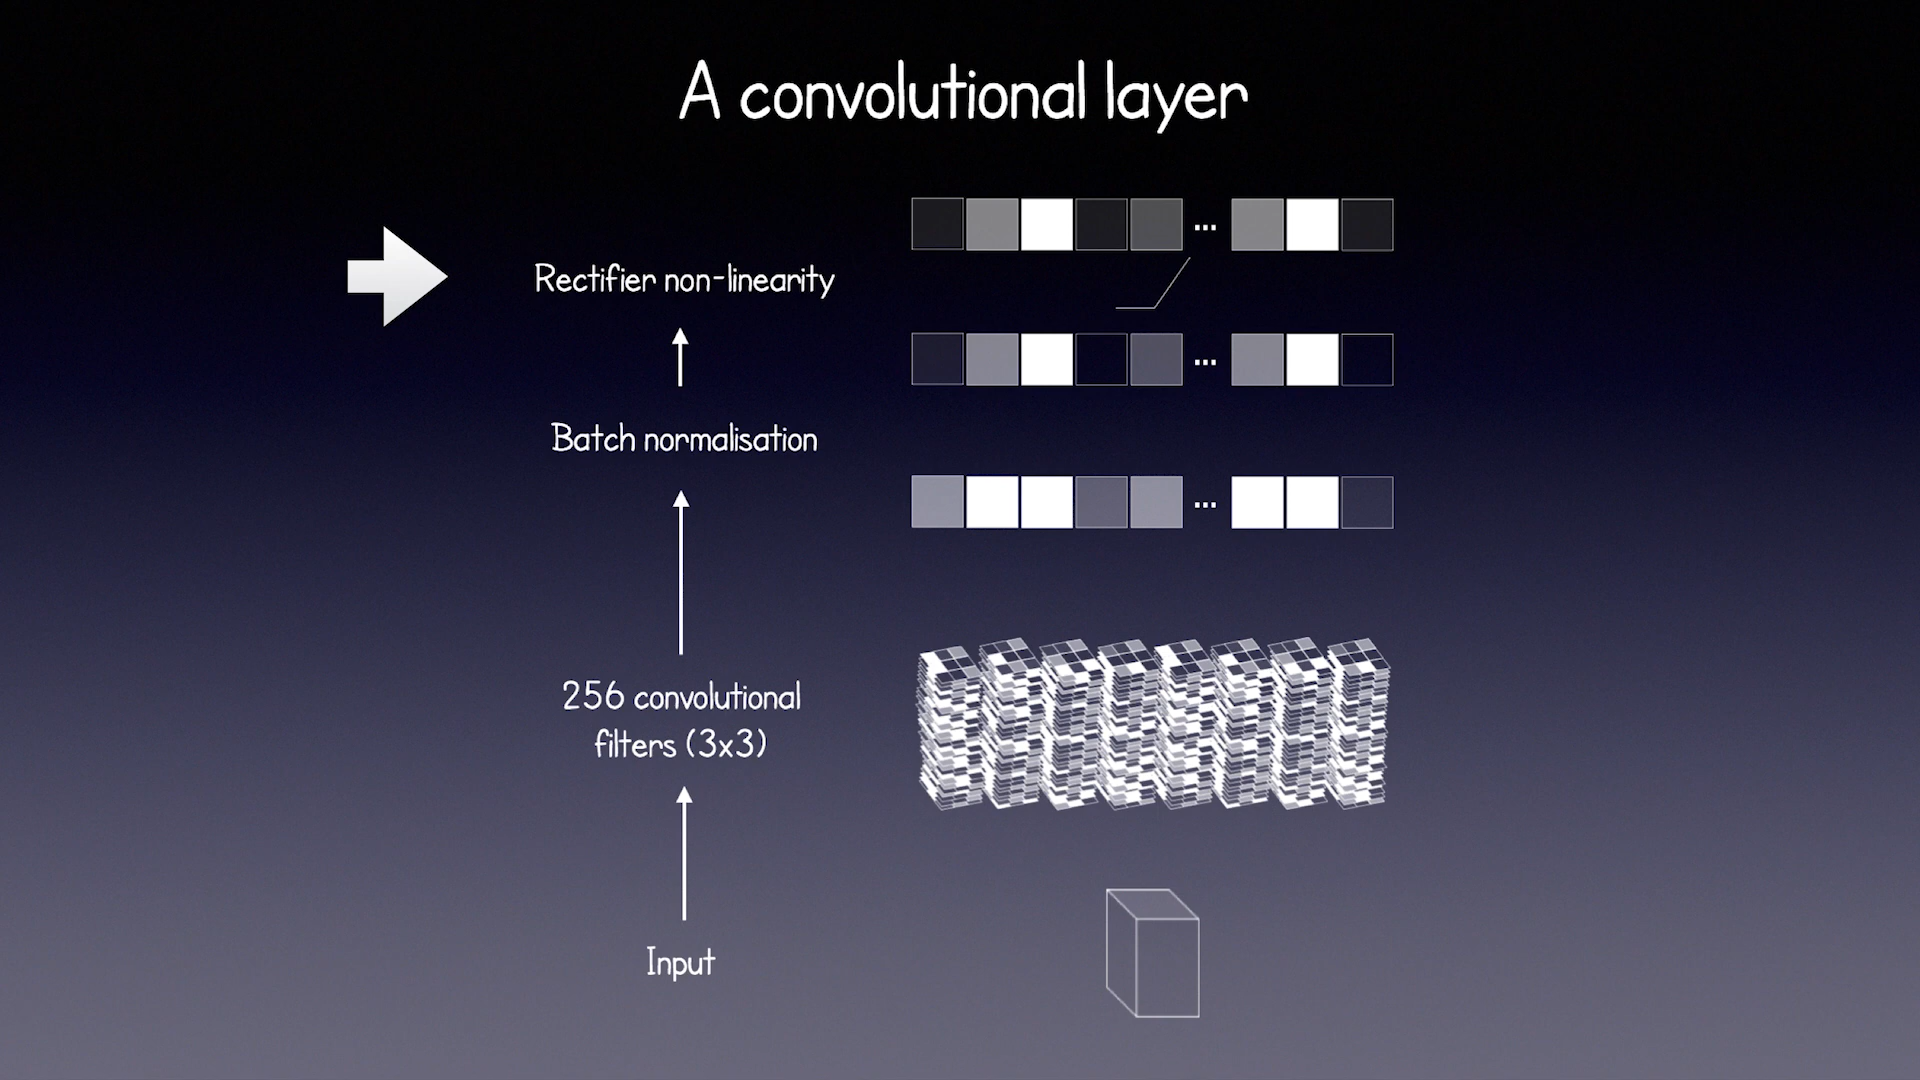 A convolutional layer
...
Rectifier non-linearity
...
Batch normalisation
...
256 convolutional
filters (3x3)
Input